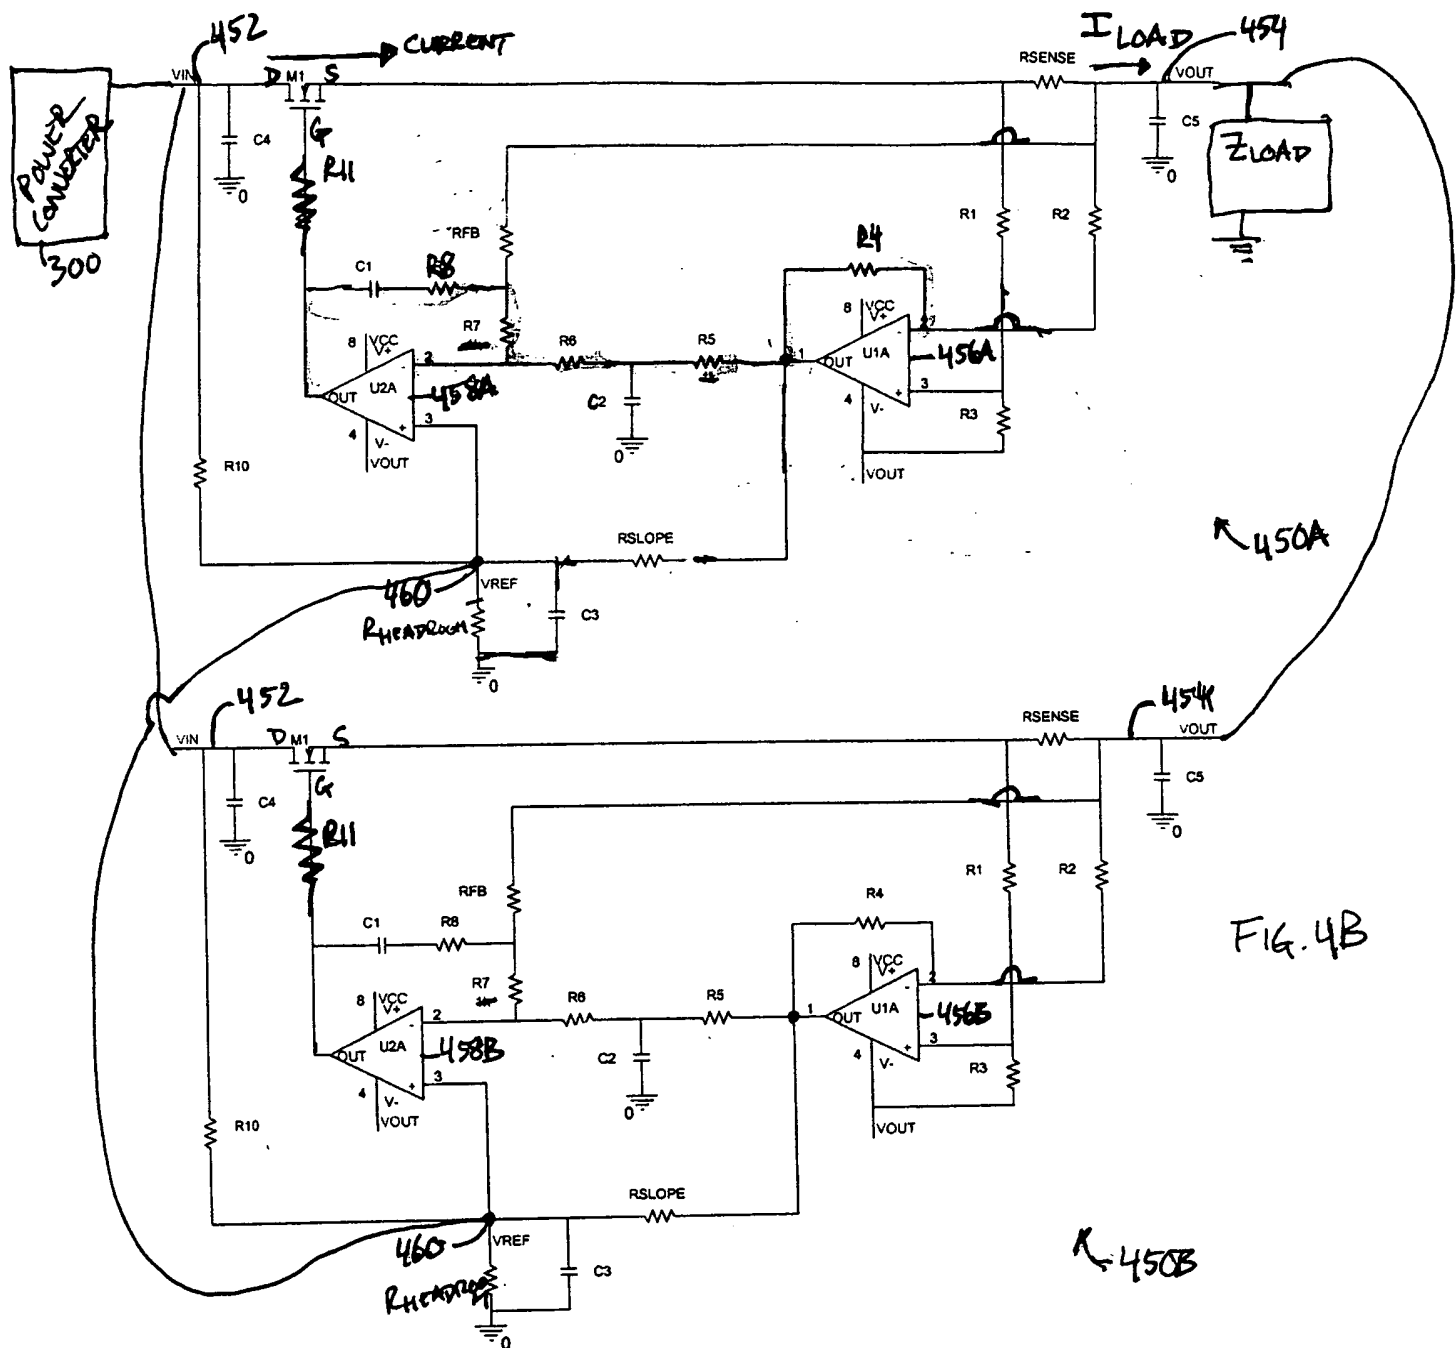 452
CURRENT
I LOAD
454
VIN
D
M1
S
RSENSE
VOUT
POWER
CONVERTER
300
C4
0
G
R11
C5
0
ZLOAD
RFB
R1
R2
C1
R8
R4
R7
R6
R5
8
VCC
V+
2
U2A
OUT
458A
3
4
V-
VOUT
C2
0
8
VCC
V+
2
1
OUT
U1A
456A
3
4
V-
VOUT
R3
R10
RSLOPE
450A
460
VREF
RHEADROOM
C3
0
452
454
VIN
D
M1
S
RSENSE
VOUT
C4
0
G
R11
C5
0
RFB
R1
R2
C1
R8
R4
R7
R6
R5
8
VCC
V+
2
U2A
OUT
458B
3
4
V-
VOUT
C2
0
8
VCC
V+
2
1
OUT
U1A
456B
3
4
V-
VOUT
R3
FIG. 4B
R10
RSLOPE
460
VREF
RHEADROOM
C3
0
450B